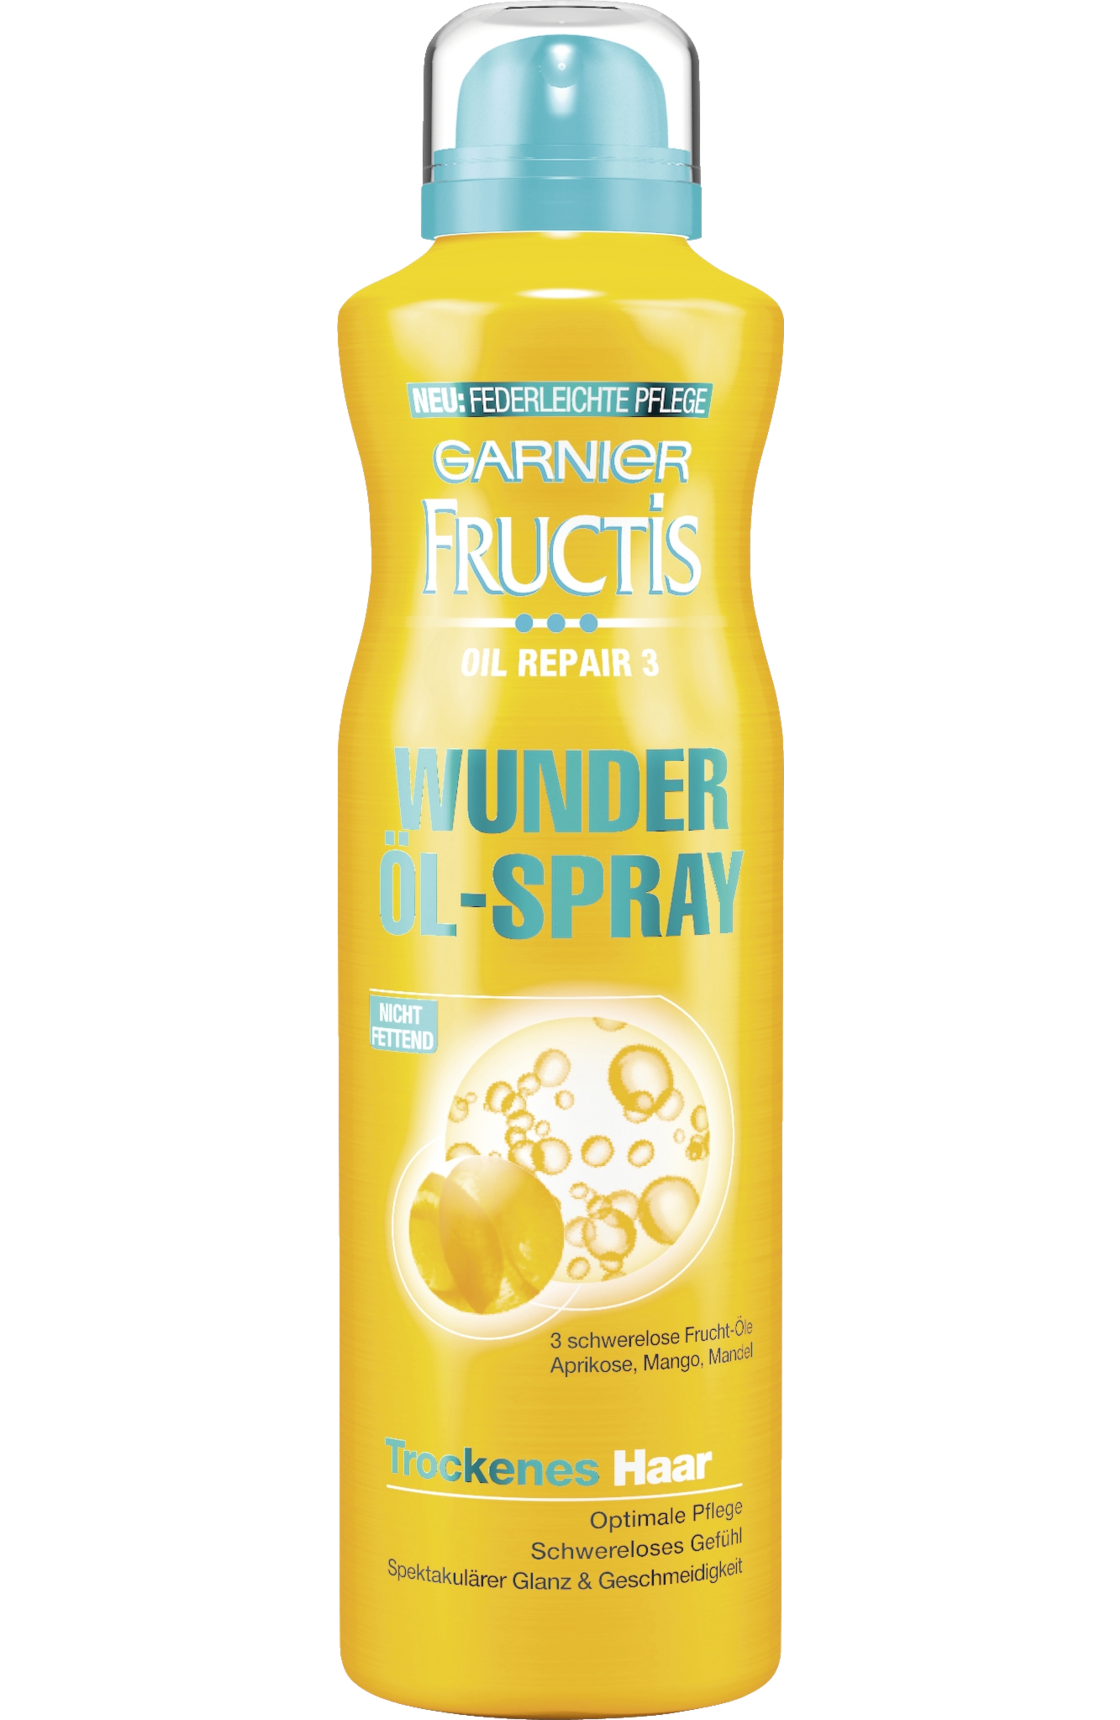 NEU: FEDERLEICHTE PFLEGE
GARNIER
FRUCTIS
OIL REPAIR 3
WUNDER
ÖL-SPRAY
NICHT
FETTEND
3 schwerelose Frucht-Öle
Aprikose, Mango, Mandel
Trockenes Haar
Optimale Pflege
Schwereloses Gefühl
Spektakulärer Glanz & Geschmeidigkeit